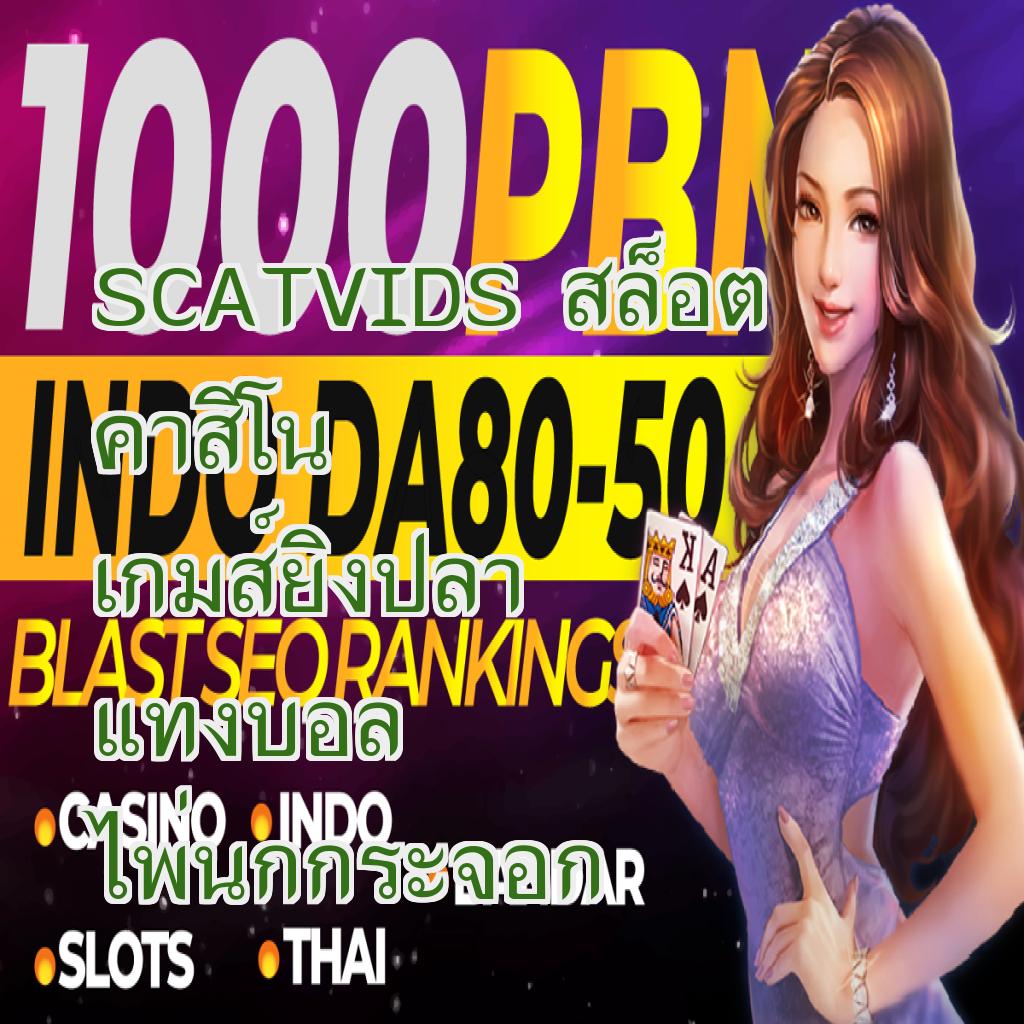 1000PBN
SCATVIDS สล็อต
INDO DA80-50
คาสิโน
เกมส์ยิงปลา
BLAST SEO RANKINGS
แทงบอล
•CASINO •INDO
ไพ่นกกระจอก
•SLOTS •THAI
K A